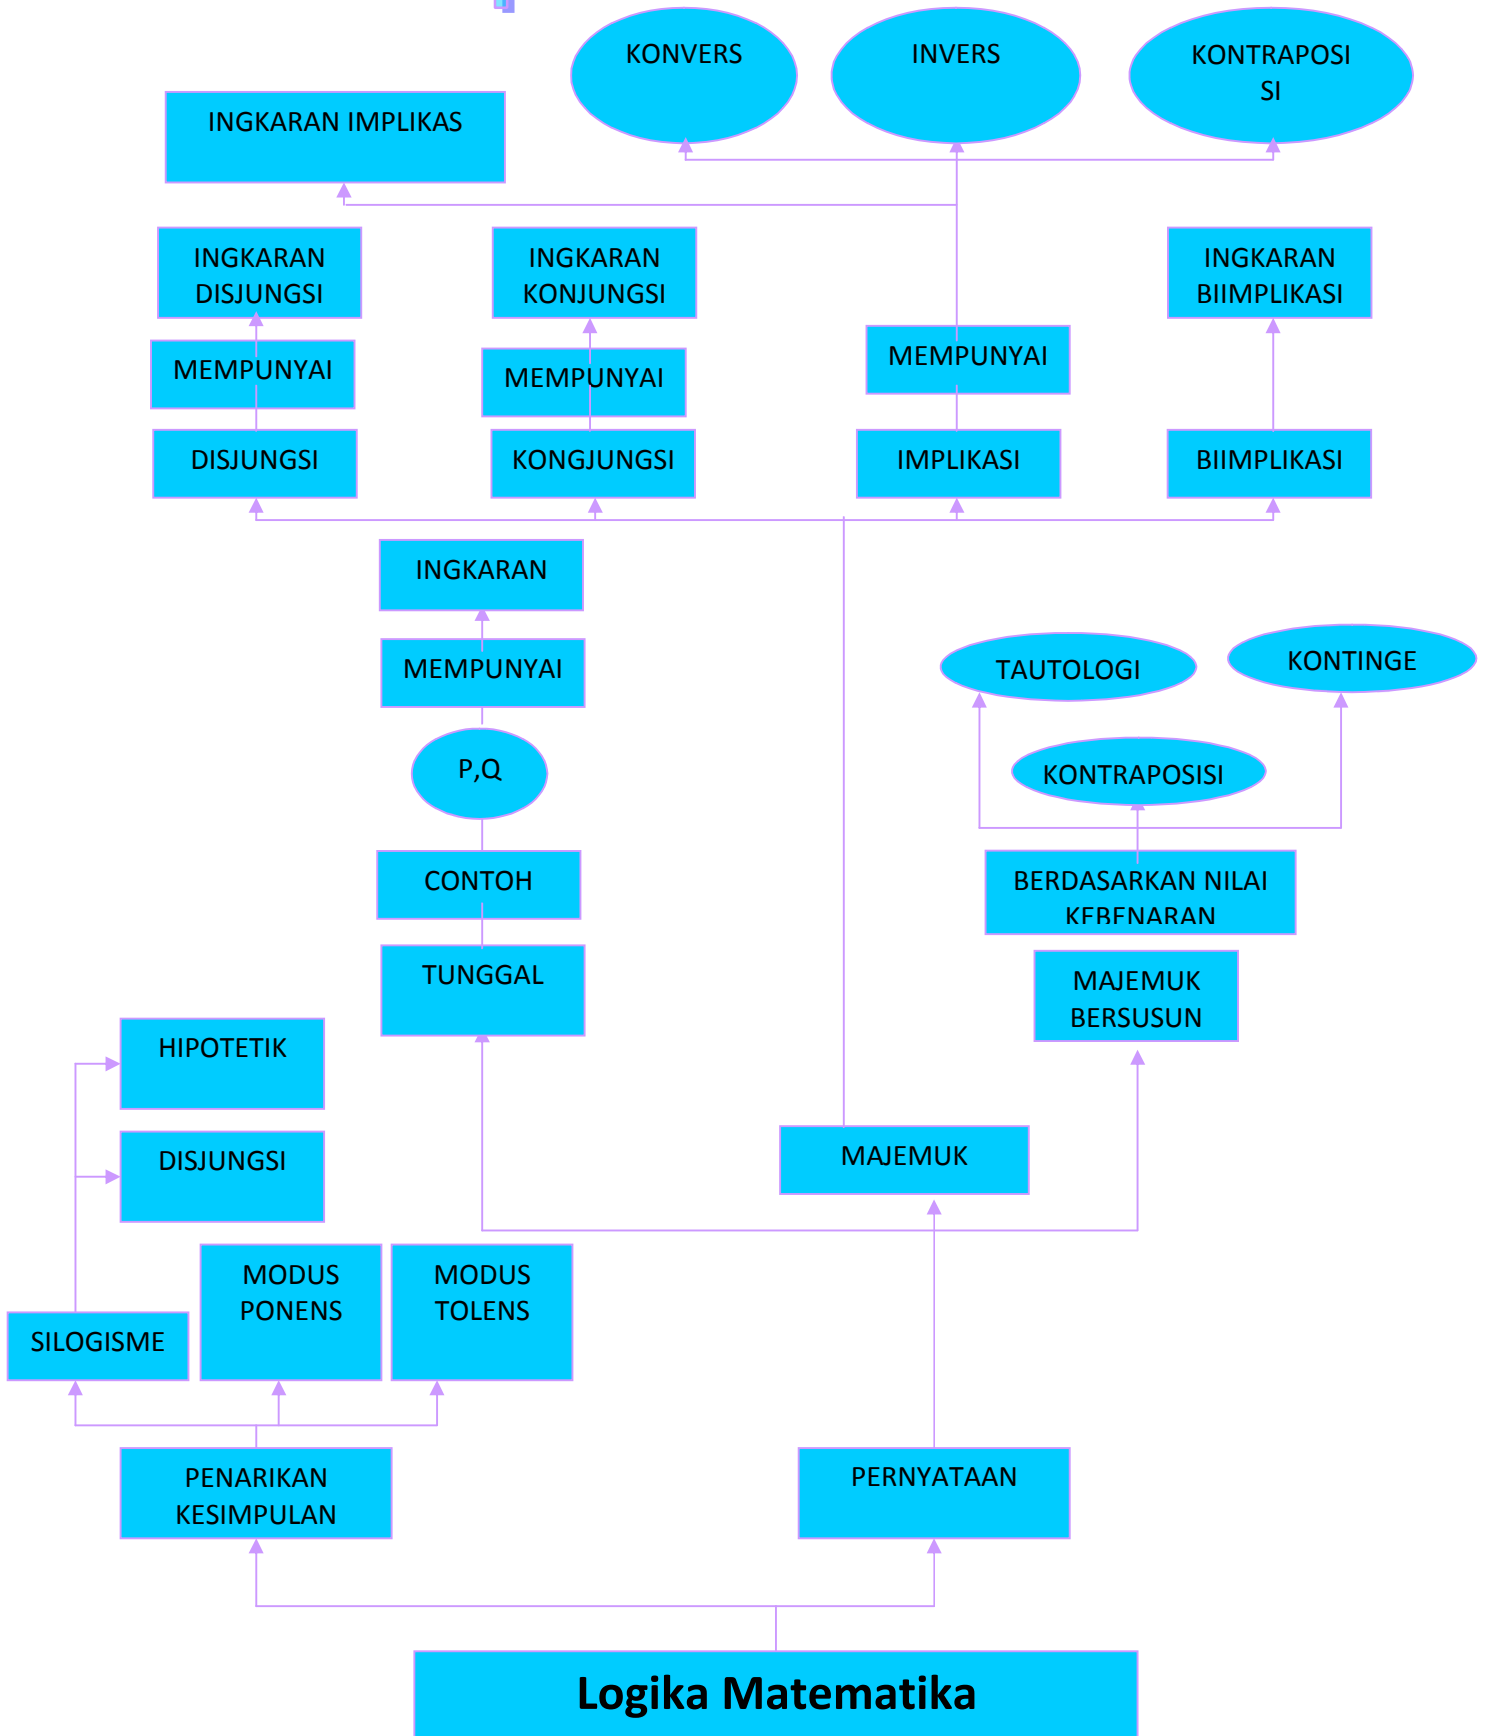 KONVERS
INVERS
KONTRAPOSI
SI
INGKARAN IMPLIKAS
INGKARAN
DISJUNGSI
INGKARAN
KONJUNGSI
INGKARAN
BIIMPLIKASI
MEMPUNYAI
MEMPUNYAI
MEMPUNYAI
DISJUNGSI
KONGJUNGSI
IMPLIKASI
BIIMPLIKASI
INGKARAN
MEMPUNYAI
TAUTOLOGI
KONTINGE
P,Q
KONTRAPOSISI
CONTOH
BERDASARKAN NILAI
KEBENARAN
TUNGGAL
MAJEMUK
BERSUSUN
HIPOTETIK
DISJUNGSI
MAJEMUK
MODUS
PONENS
MODUS
TOLENS
SILOGISME
PENARIKAN
KESIMPULAN
PERNYATAAN
Logika Matematika